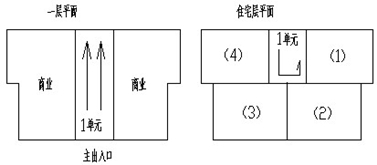 一层平面
商业
商业
1单元
主出入口
住宅层平面
1单元
(4)
(1)
(3)
(2)